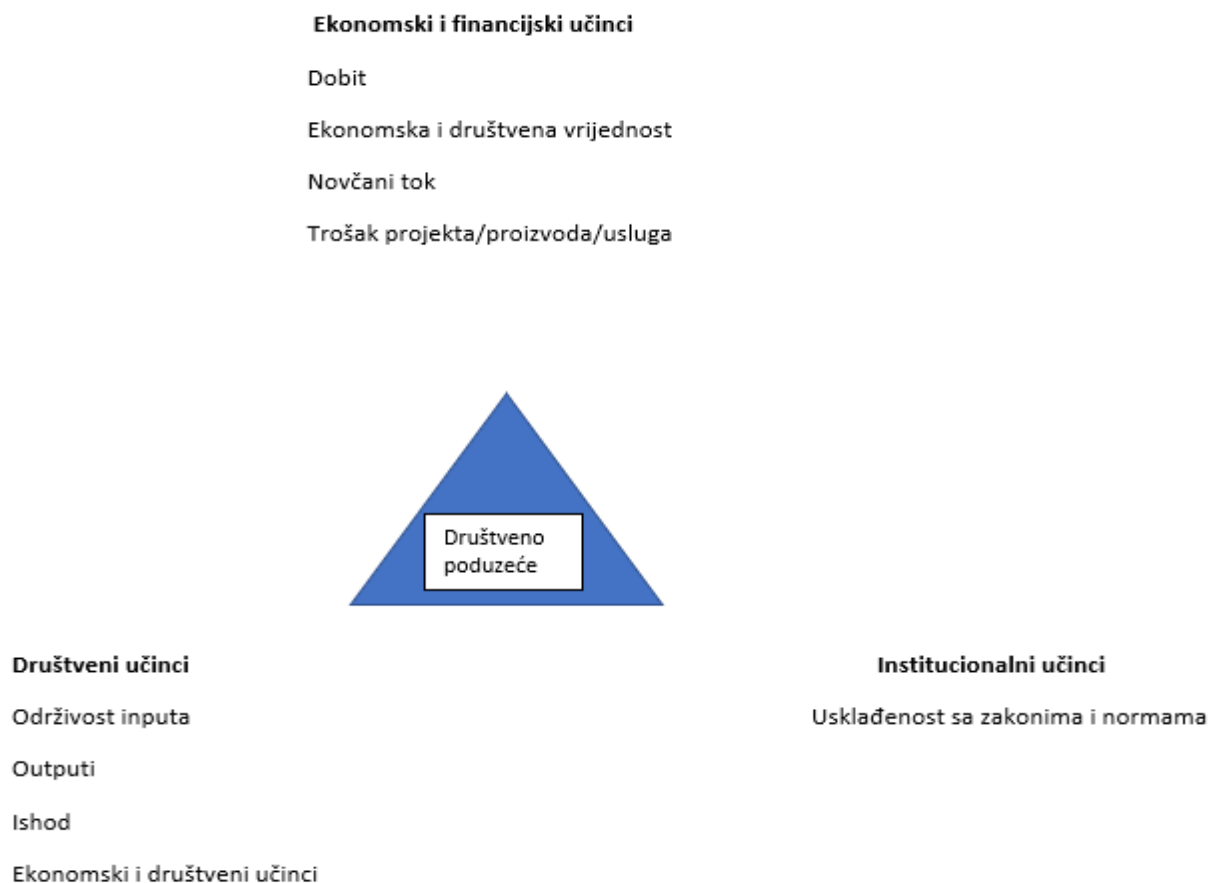 Ekonomski i financijski učinci
Dobit
Ekonomska i društvena vrijednost
Novčani tok
Trošak projekta/proizvoda/usluga
Društveno
poduzeće
Društveni učinci
Održivost inputa
Outputi
Ishod
Ekonomski i društveni učinci
Institucionalni učinci
Usklađenost sa zakonima i normama